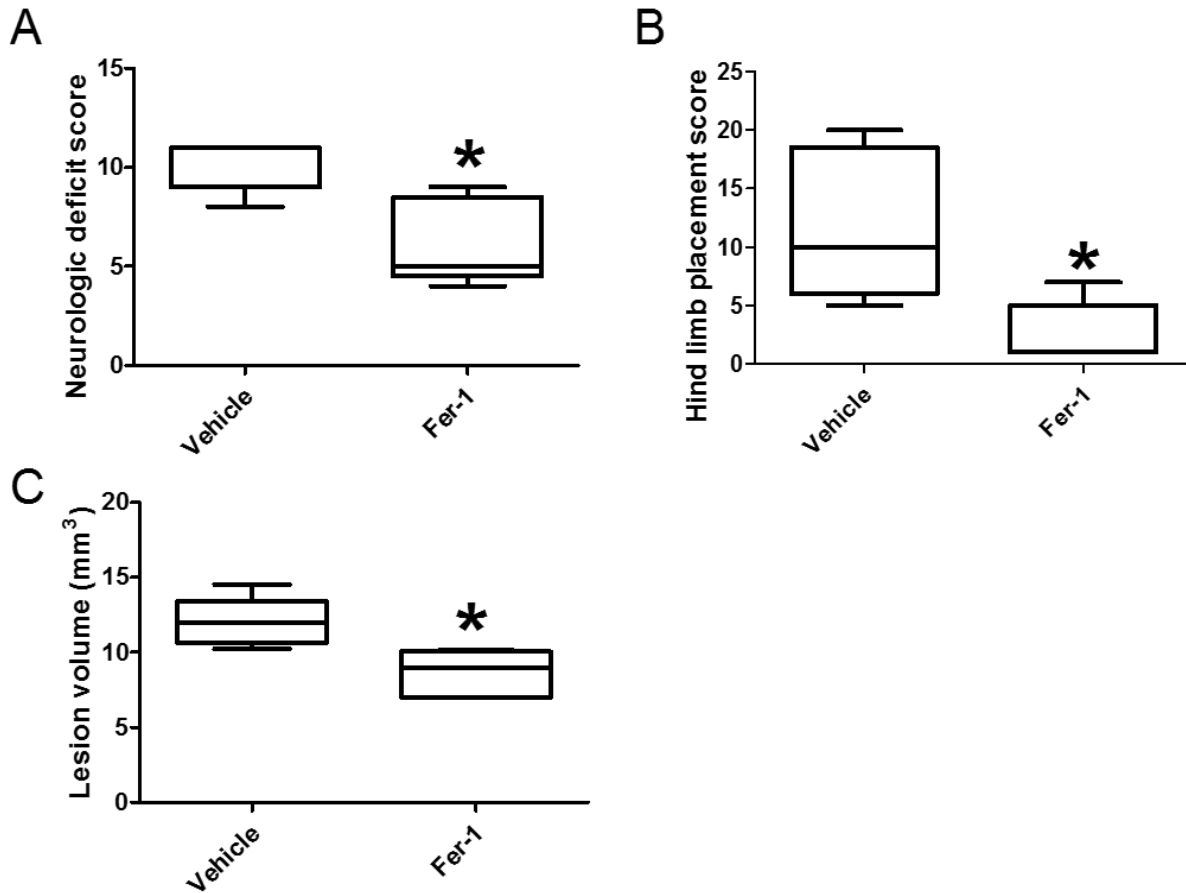 A
Neurologic deficit score
15
10
5
0
*
Vehicle
Fer-1
B
Hind limb placement score
25
20
15
10
5
0
*
Vehicle
Fer-1
C
Lesion volume (mm³)
20
15
10
5
0
*
Vehicle
Fer-1